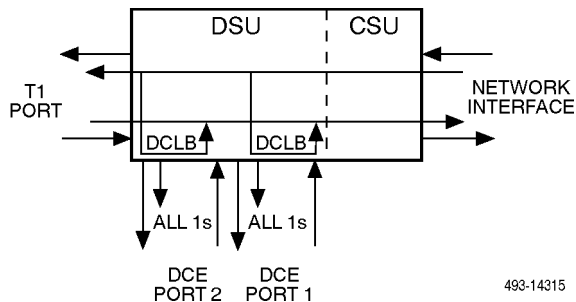 DSU
CSU
T1
PORT
NETWORK
INTERFACE
DCLB
DCLB
ALL 1s
ALL 1s
DCE
PORT 2
DCE
PORT 1
493-14315